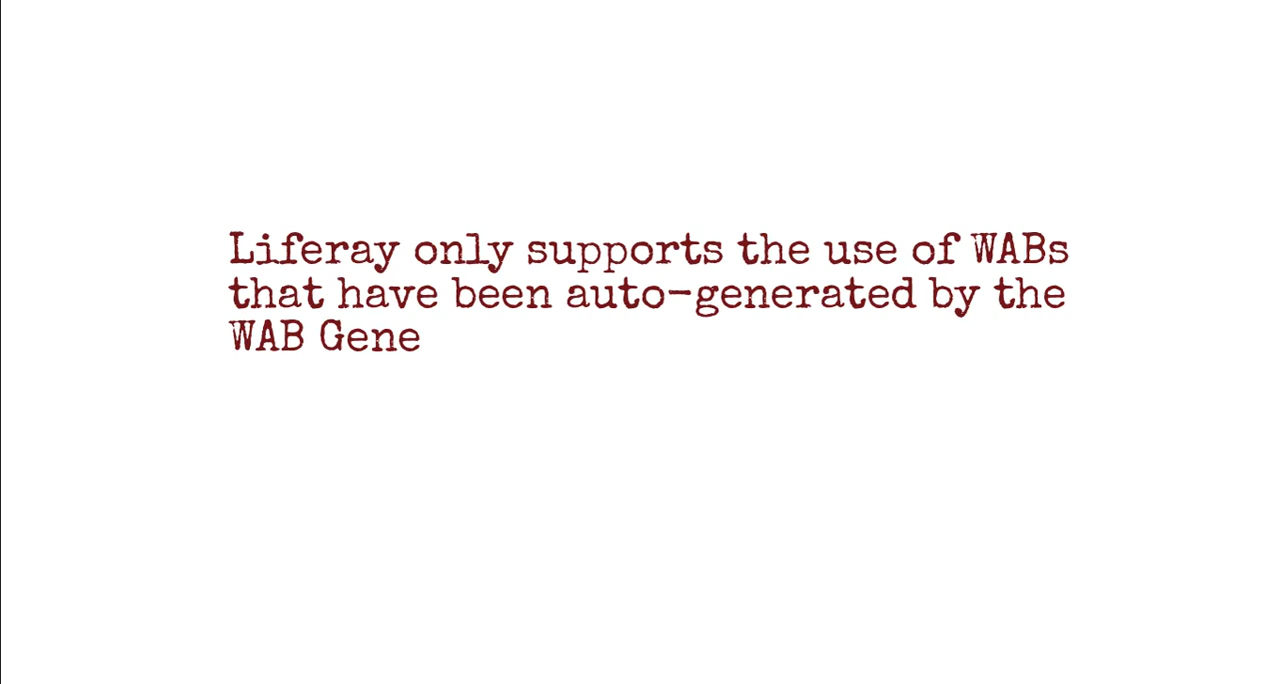 Liferay only supports the use of WABs
that have been auto-generated by the
WAB Gene